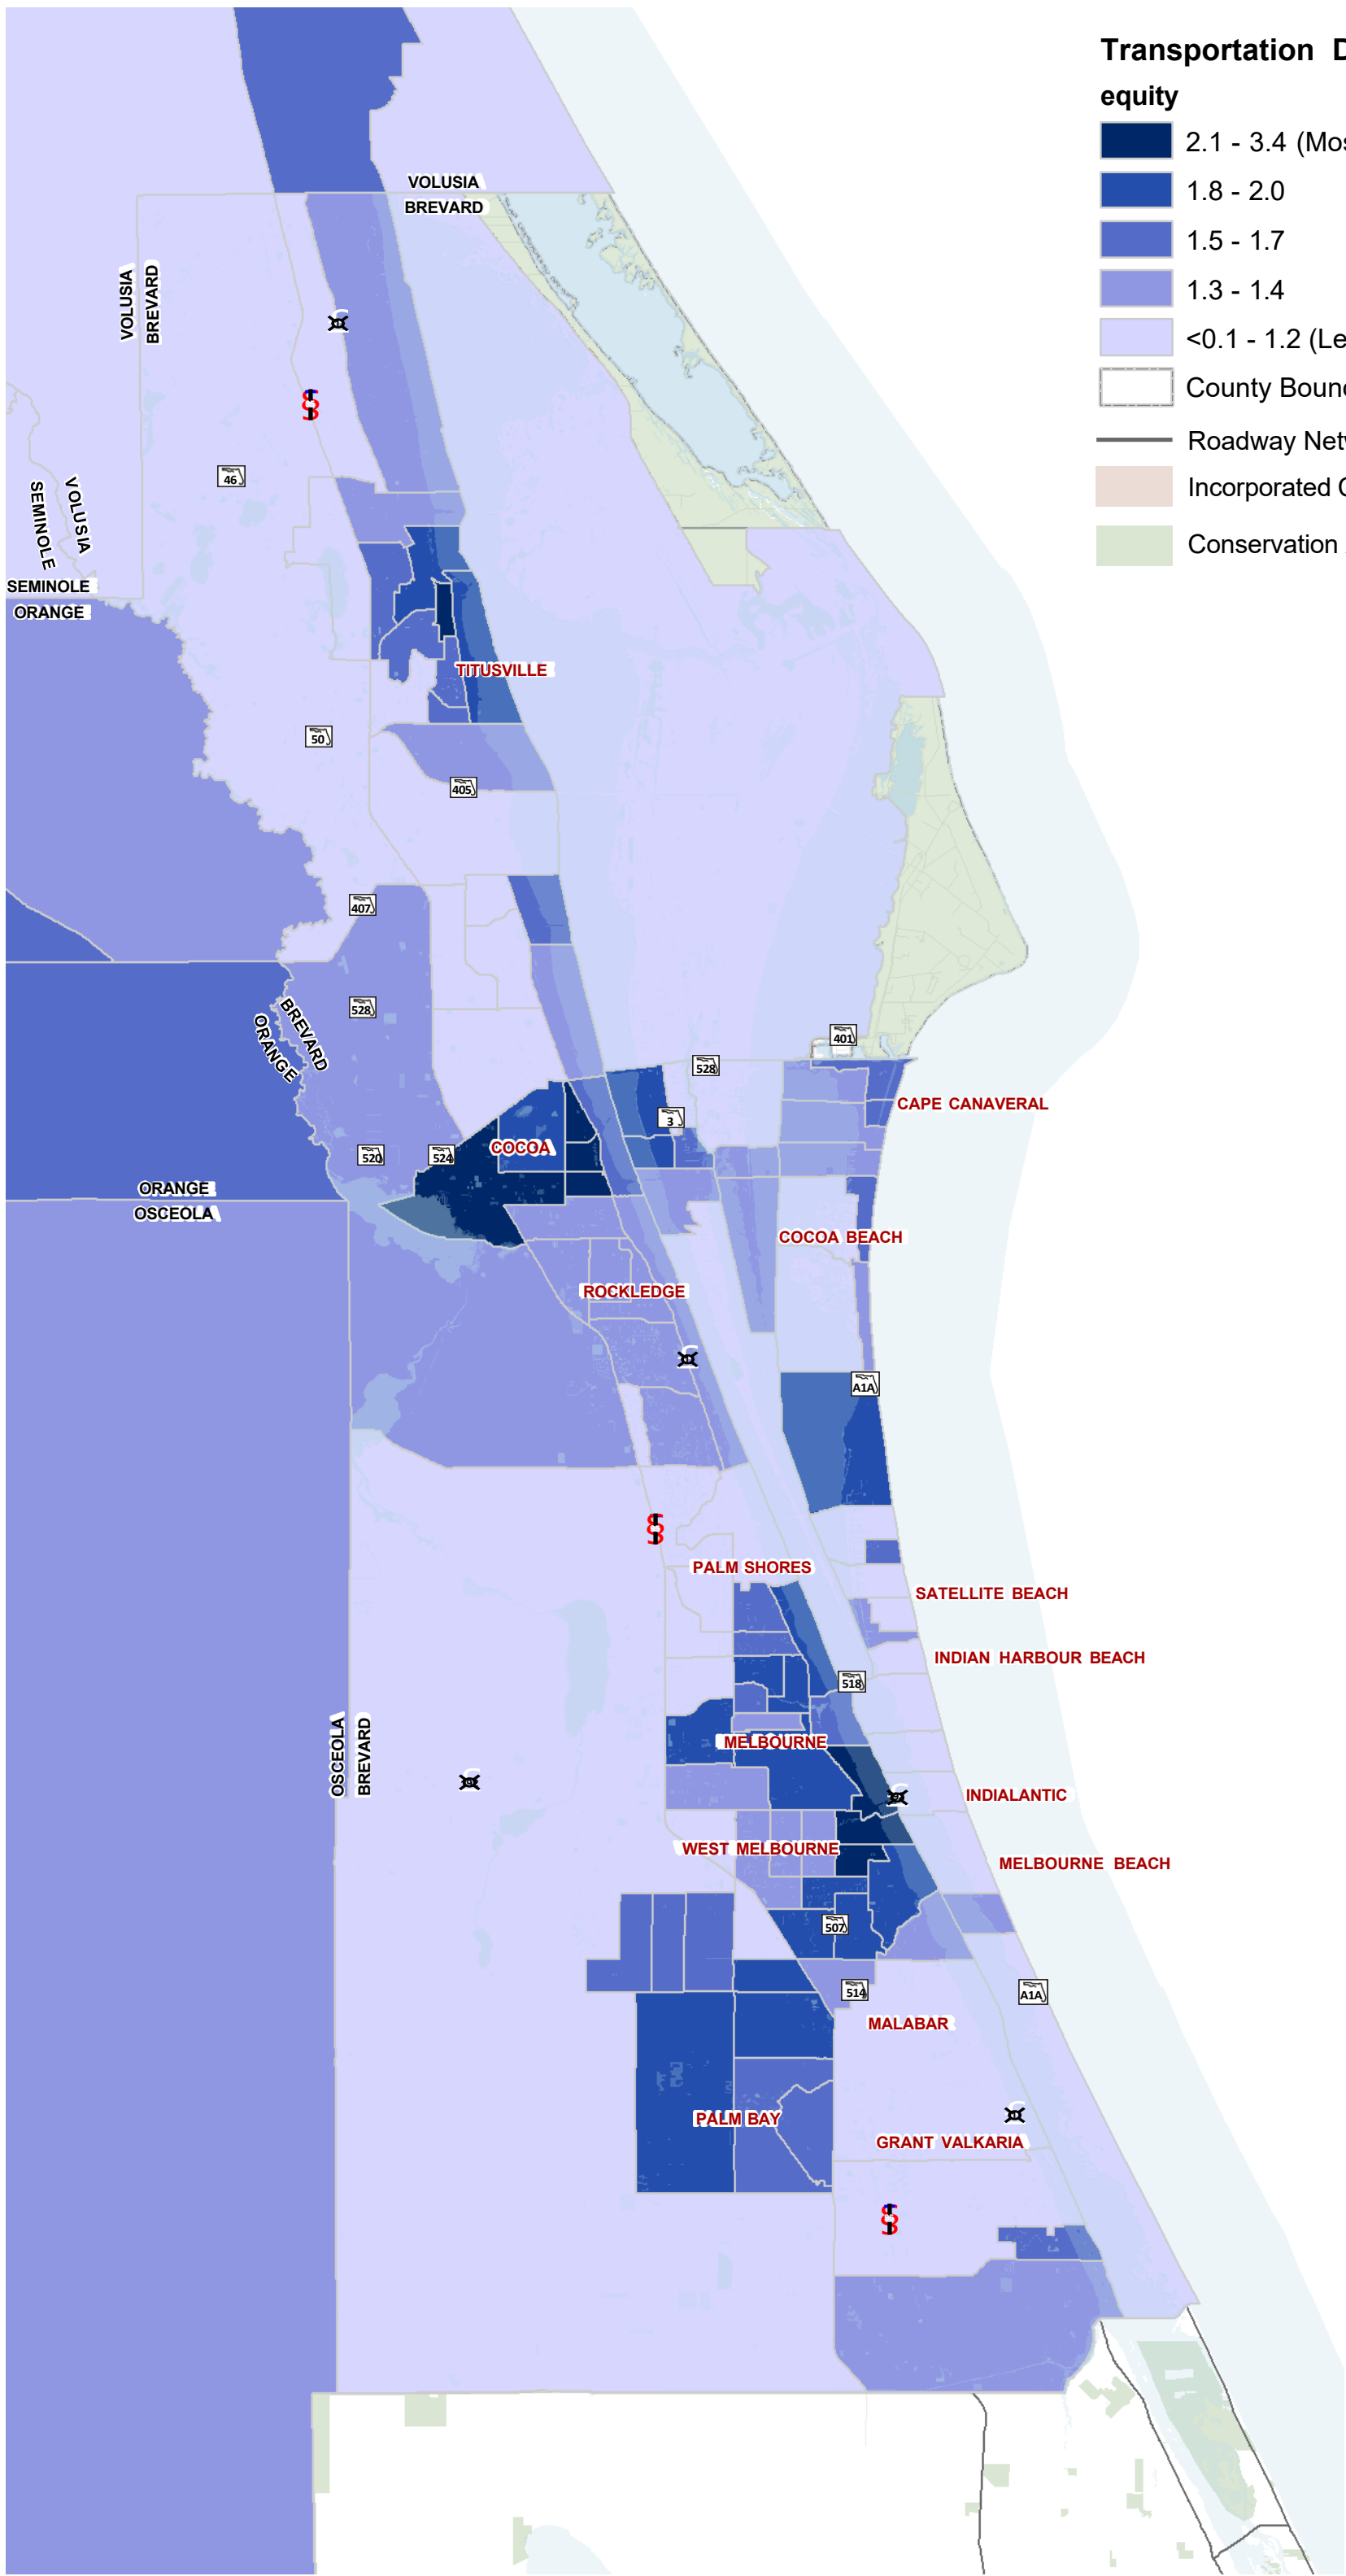 Transportation D
equity
2.1 - 3.4 (Mos
1.8 - 2.0
1.5 - 1.7
1.3 - 1.4
<0.1 - 1.2 (Le
County Boun
Roadway Net
Incorporated
Conservation
VOLUSIA
BREVARD
VOLUSIA
BREVARD
46
VOLUSIA
SEMINOLE
SEMINOLE
ORANGE
TITUSVILLE
50
405
407
528
BREVARD
ORANGE
401
528
CAPE CANAVERAL
3
COCOA
520
524
ORANGE
OSCEOLA
COCOA BEACH
ROCKLEDGE
A1A
PALM SHORES
SATELLITE BEACH
INDIAN HARBOUR BEACH
518
OSCEOLA
BREVARD
MELBOURNE
INDIALANTIC
WEST MELBOURNE
MELBOURNE BEACH
507
514
A1A
MALABAR
PALM BAY
GRANT VALKARIA